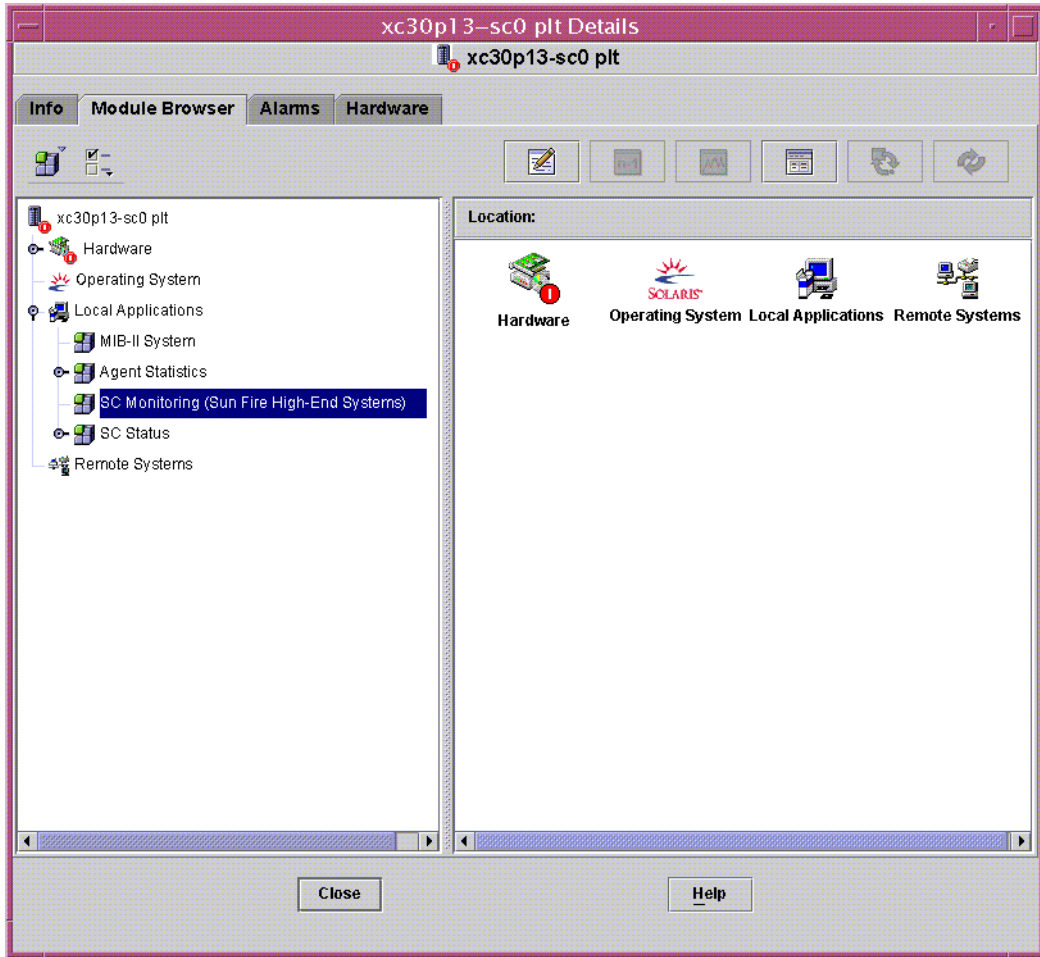 xc30p13–sc0 plt Details
xc30p13-sc0 plt
Info Module Browser Alarms Hardware
xc30p13-sc0 plt
Hardware
Operating System
Local Applications
MIB-II System
Agent Statistics
SC Monitoring (Sun Fire High-End Systems)
SC Status
Remote Systems
Location:
SOLARIS
Hardware Operating System Local Applications Remote Systems
Close Help